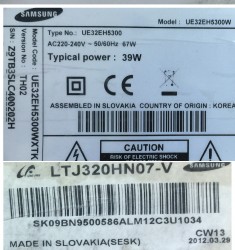 SAMSUNG
Model : UE32EH5300W
Type No.: UE32EH5300
AC220-240V ~ 50/60Hz 67W
Typical power : 39W
Model Code : UE32EH5300WXTK
Version No : TH02
S/N : Z9TB3SLC400202H
ASSEMBLED IN SLOVAKIA (COUNTRY OF ORIGIN : KOREA
CAUTION
RISK OF ELECTRIC SHOCK
LTJ320HN07-V
SK09BN9500586ALM12C3U1034
CW13
MADE IN SLOVAKIA(SESK)
2012.03.29